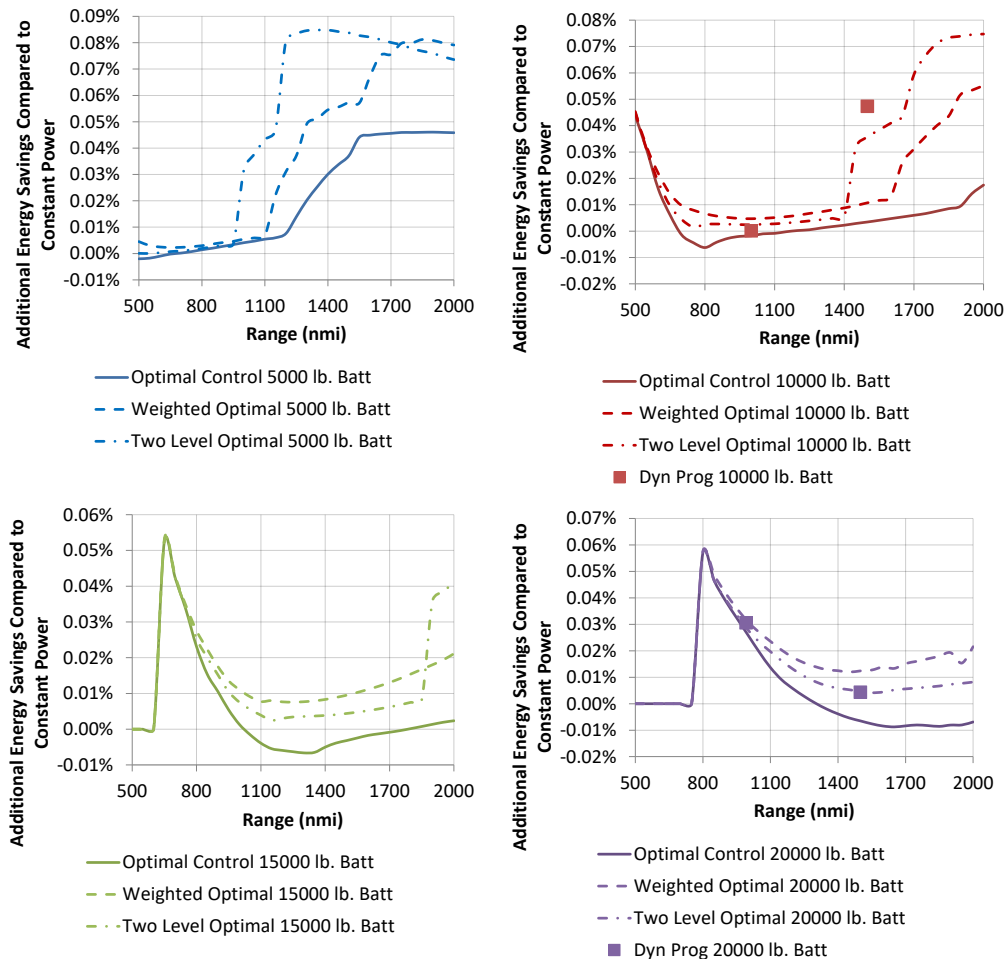 Additional Energy Savings Compared to
Constant Power
0.09%
0.08%
0.07%
0.06%
0.05%
0.04%
0.03%
0.02%
0.01%
0.00%
-0.01%
500 800 1100 1400 1700 2000
Range (nmi)
Optimal Control 5000 lb. Batt
Weighted Optimal 5000 lb. Batt
Two Level Optimal 5000 lb. Batt
Additional Energy Savings Compared to
Constant Power
0.08%
0.07%
0.06%
0.05%
0.04%
0.03%
0.02%
0.01%
0.00%
-0.01%
-0.02%
500 800 1100 1400 1700 2000
Range (nmi)
Optimal Control 10000 lb. Batt
Weighted Optimal 10000 lb. Batt
Two Level Optimal 10000 lb. Batt
Dyn Prog 10000 lb. Batt
Additional Energy Savings Compared to
Constant Power
0.06%
0.05%
0.04%
0.03%
0.02%
0.01%
0.00%
-0.01%
500 800 1100 1400 1700 2000
Range (nmi)
Optimal Control 15000 lb. Batt
Weighted Optimal 15000 lb. Batt
Two Level Optimal 15000 lb. Batt
Additional Energy Savings Compared to
Constant Power
0.07%
0.06%
0.05%
0.04%
0.03%
0.02%
0.01%
0.00%
-0.01%
-0.02%
500 800 1100 1400 1700 2000
Range (nmi)
Optimal Control 20000 lb. Batt
Weighted Optimal 20000 lb. Batt
Two Level Optimal 20000 lb. Batt
Dyn Prog 20000 lb. Batt